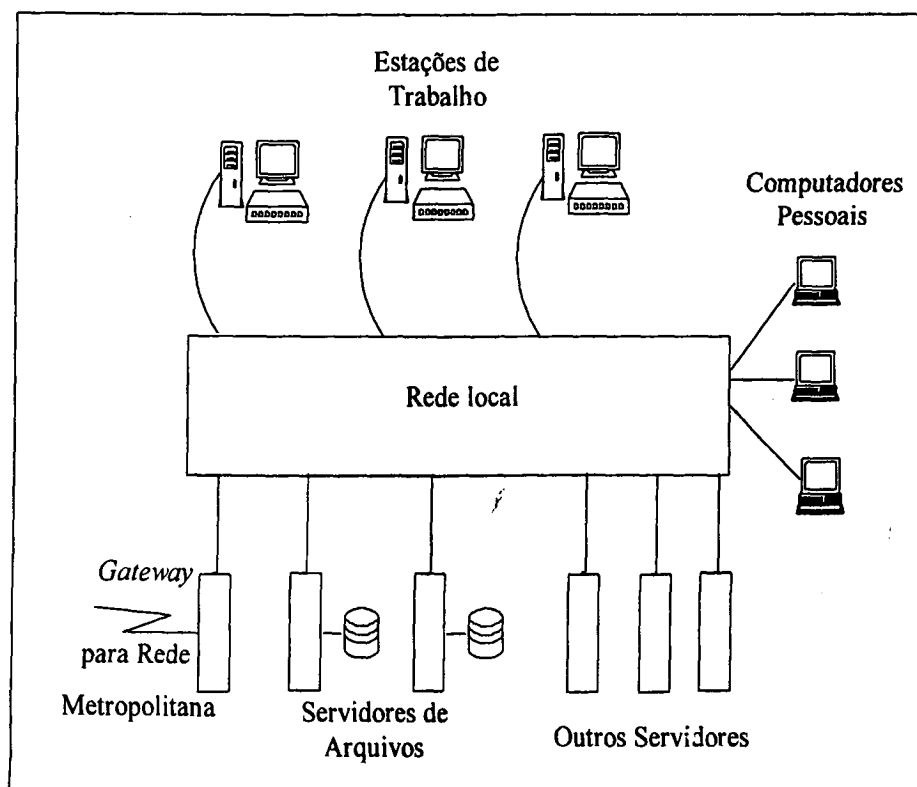 Estações de
Trabalho
Computadores
Pessoais
Rede local
Gateway
para Rede
Metropolitana
Servidores de
Arquivos
Outros Servidores